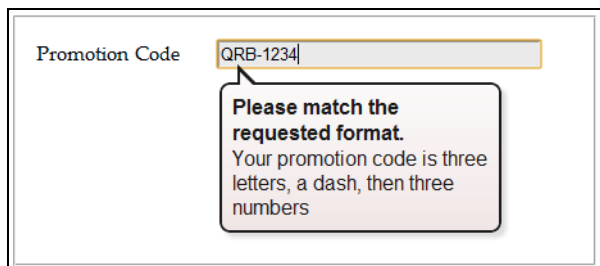 Promotion Code QRB-1234
Please match the
requested format.
Your promotion code is three
letters, a dash, then three
numbers